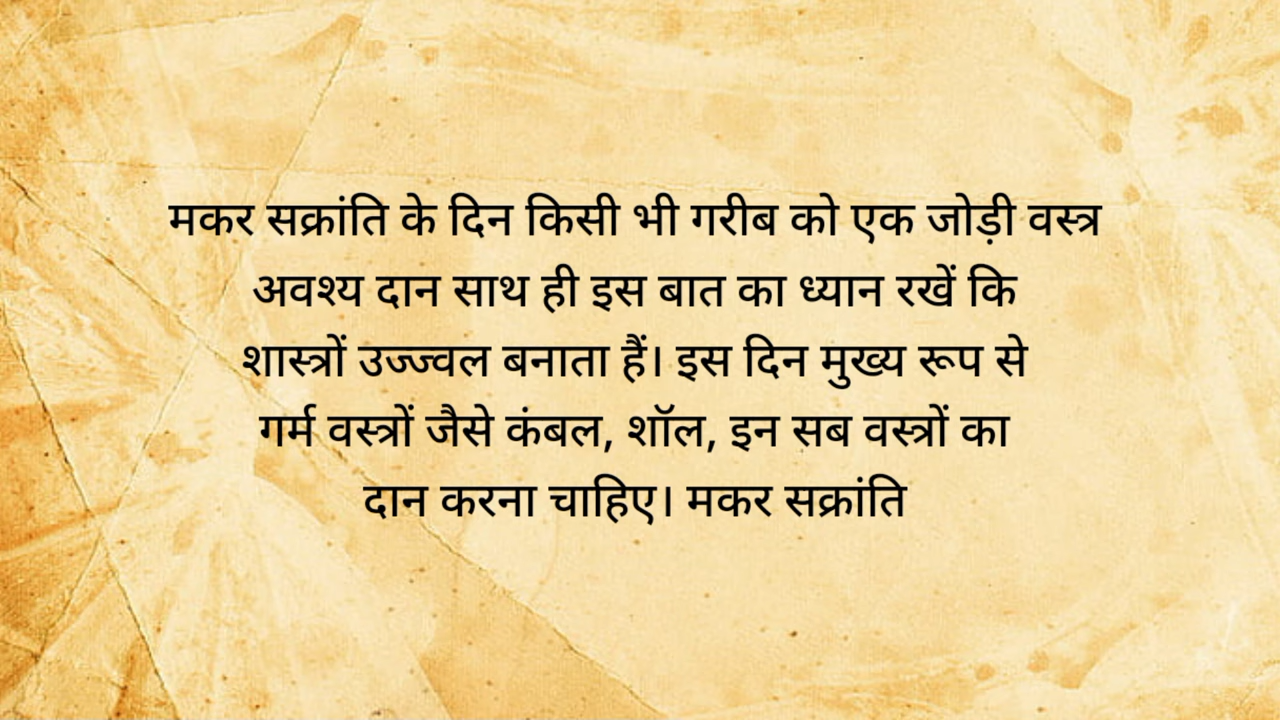 मकर सक्रांति के दिन किसी भी गरीब को एक जोड़ी वस्त्र
अवश्य दान साथ ही इस बात का ध्यान रखें कि
शास्त्रों उज्ज्वल बनाता हैं। इस दिन मुख्य रूप से
गर्म वस्त्रों जैसे कंबल, शॉल, इन सब वस्त्रों का
दान करना चाहिए। मकर सक्रांति